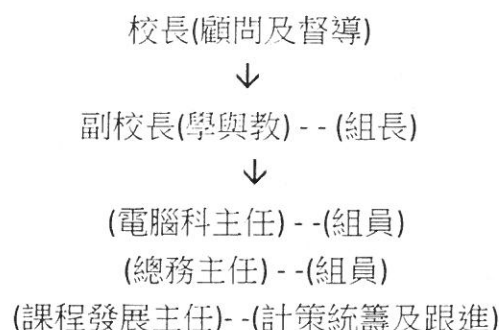 校長(顧問及督導)
↓
副校長(學與教) - - (組長)
↓
(電腦科主任) - -(組員)
(總務主任) - -(組員)
(課程發展主任)- -(計策統籌及跟進)